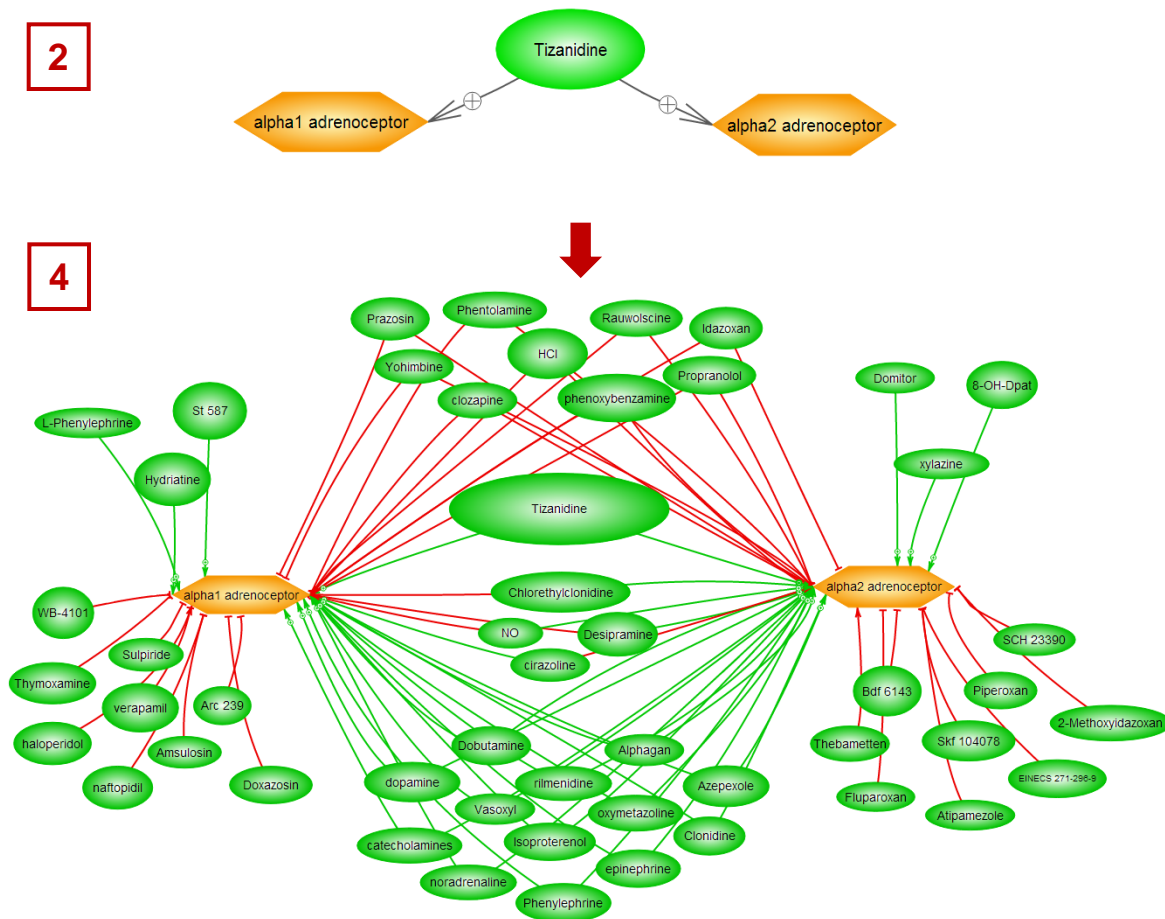 2
Tizanidine
alpha1 adrenoceptor
alpha2 adrenoceptor
4
Prazosin
Phentolamine
Rauwolscine
Idazoxan
HCl
Yohimbine
Propranolol
clozapine
phenoxybenzamine
Domitor
8-OH-Dpat
St 587
L-Phenylephrine
Hydriatine
xylazine
Tizanidine
alpha1 adrenoceptor
alpha2 adrenoceptor
Chlorethylclonidine
NO
Desipramine
cirazoline
WB-4101
Sulpiride
Thymoxamine
verapamil
Arc 239
haloperidol
Amsulosin
naftopidil
Doxazosin
SCH 23390
Bdf 6143
Piperoxan
2-Methoxyidazoxan
Thebametten
Skf 104078
EINECS 271-296-9
Fluparoxan
Atipamezole
Dobutamine
Alphagan
dopamine
rilmenidine
Azepexole
Vasoxyl
oxymetazoline
catecholamines
Isoproterenol
Clonidine
noradrenaline
epinephrine
Phenylephrine